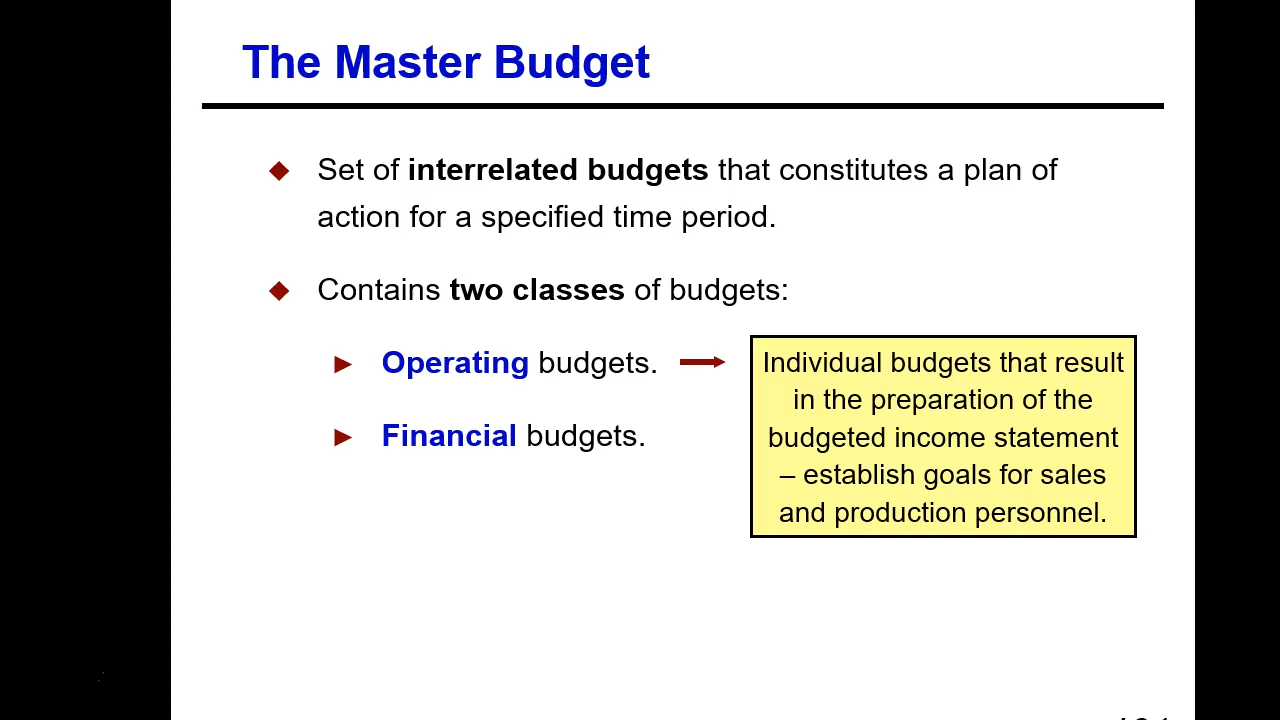 The Master Budget
Set of interrelated budgets that constitutes a plan of
action for a specified time period.
Contains two classes of budgets:
Operating budgets.
Financial budgets.
Individual budgets that result
in the preparation of the
budgeted income statement
– establish goals for sales
and production personnel.